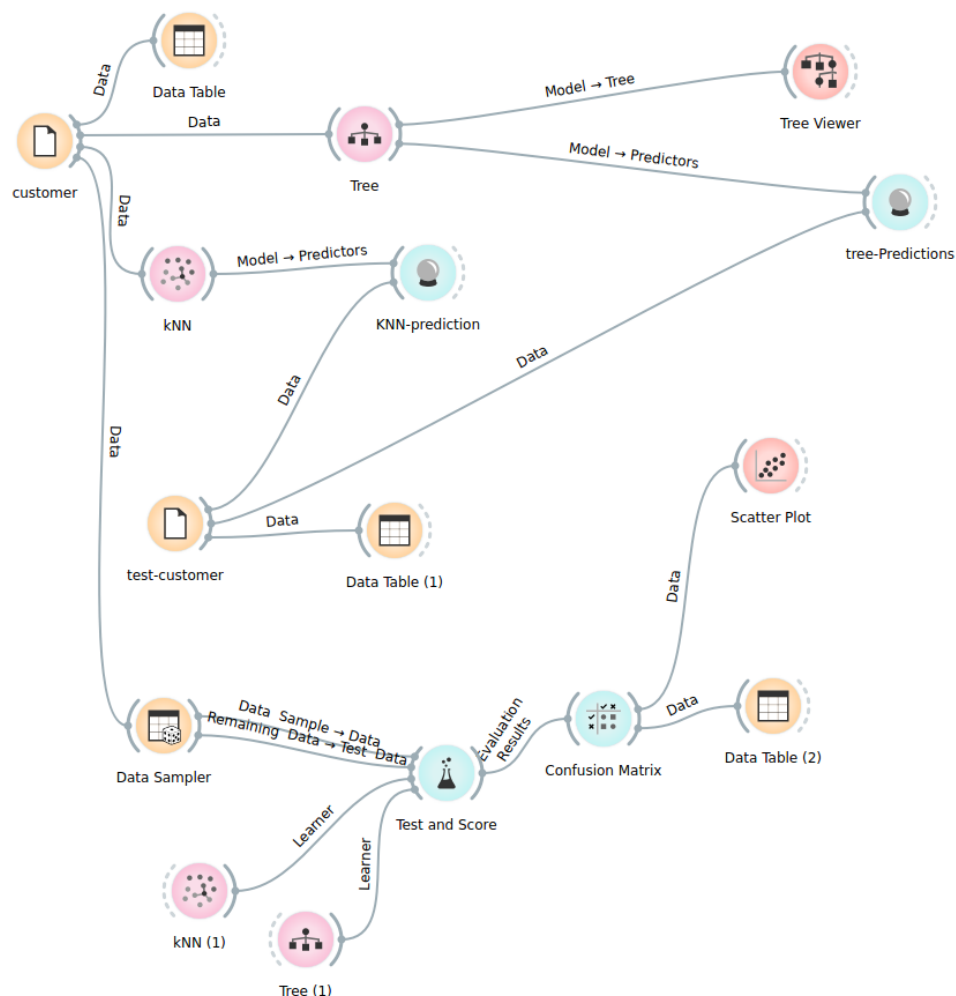 Data
Data Table
Data
customer
Tree
Model → Tree
Tree Viewer
Model → Predictors
tree-Predictions
Data
kNN
Model → Predictors
KNN-prediction
Data
Data
Data
test-customer
Data
Data Table (1)
Scatter Plot
Data
Data Sampler
Data Sample → Data
Remaining Data → Test Data
Test and Score
Evaluation
Results
Confusion Matrix
Data
Data Table (2)
Learner
kNN (1)
Learner
Tree (1)